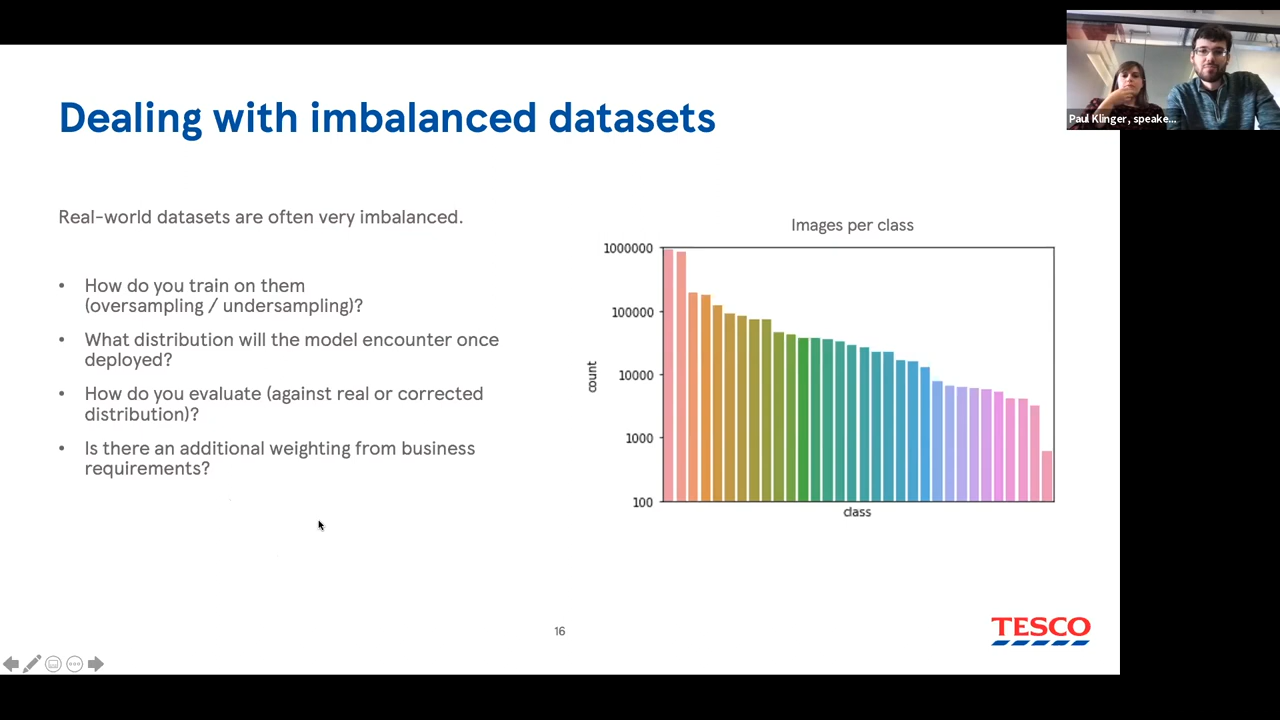 Dealing with imbalanced datasets
Paul Klinger, speake...
Real-world datasets are often very imbalanced.
• How do you train on them
(oversampling / undersampling)?
• What distribution will the model encounter once
deployed?
• How do you evaluate (against real or corrected
distribution)?
• Is there an additional weighting from business
requirements?
Images per class
1000000
100000
10000
1000
100
count
class
16
TESCO